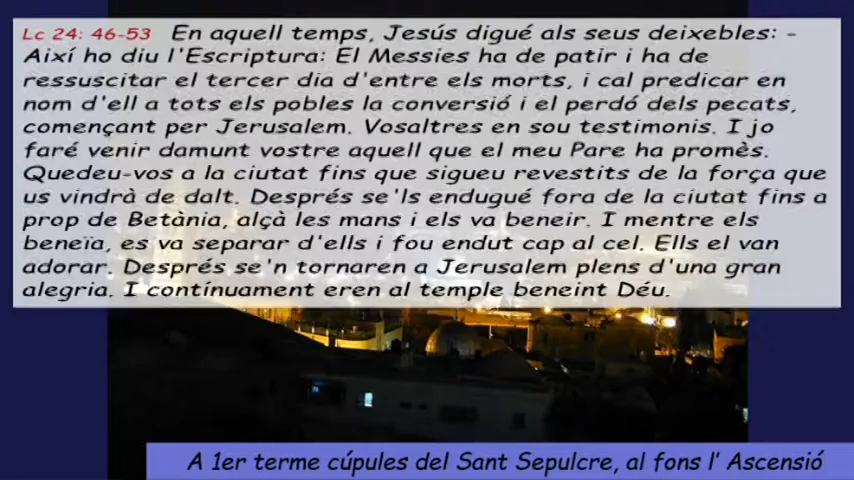 Lc 24: 46-53 En aquell temps, Jesús digué als seus deixebles: -
Així ho diu l'Escriptura: El Messies ha de patir i ha de
ressuscitar el tercer dia d'entre els morts, i cal predicar en
nom d'ell a tots els pobles la conversió i el perdó dels pecats,
començant per Jerusalem. Vosaltres en sou testimonis. I jo
faré venir damunt vostre aquell que el meu Pare ha promès.
Quedeu-vos a la ciutat fins que sigueu revestits de la força que
us vindrà de dalt. Després se'ls endugué fora de la ciutat fins a
prop de Betània, alçà les mans i els va beneir. I mentre els
beneïa, es va separar d'ells i fou endut cap al cel. Ells el van
adorar. Després se'n tornaren a Jerusalem plens d'una gran
alegria. I contínuament eren al temple beneint Déu.
A 1er terme cúpules del Sant Sepulcre, al fons l' Ascensió